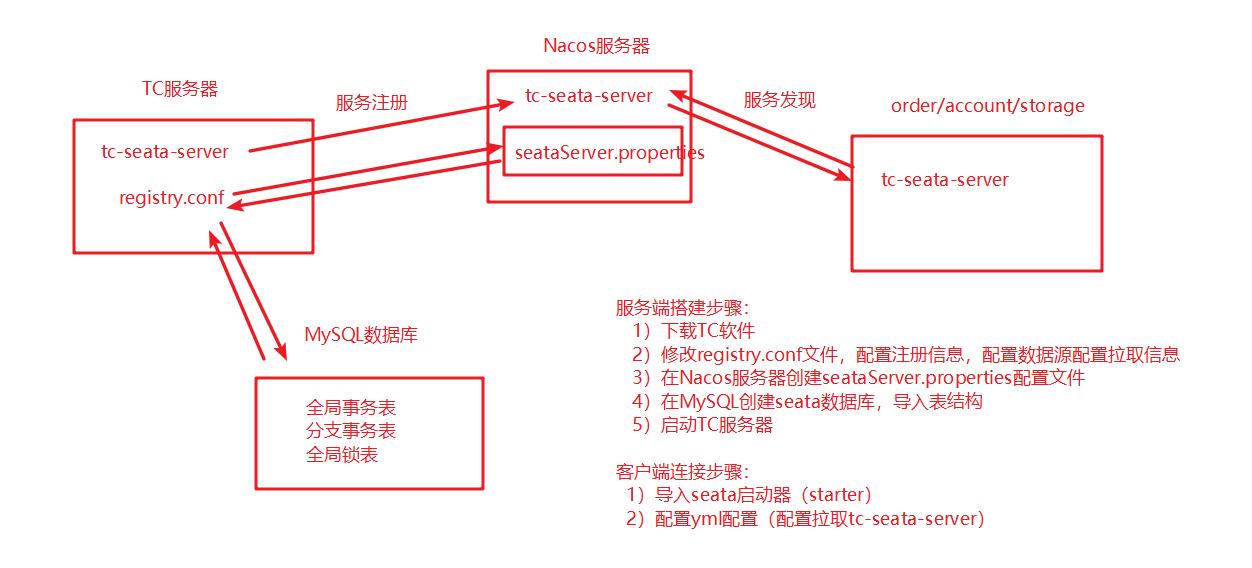 Nacos服务器
TC服务器
服务注册
tc-seata-server
服务发现
order/account/storage
tc-seata-server
seataServer.properties
tc-seata-server
registry.conf
MySQL数据库
全局事务表
分支事务表
全局锁表
服务端搭建步骤：
1）下载TC软件
2）修改registry.conf文件，配置注册信息，配置数据源配置拉取信息
3）在Nacos服务器创建seataServer.properties配置文件
4）在MySQL创建seata数据库，导入表结构
5）启动TC服务器
客户端连接步骤：
1）导入seata启动器（starter）
2）配置yml配置（配置拉取tc-seata-server）